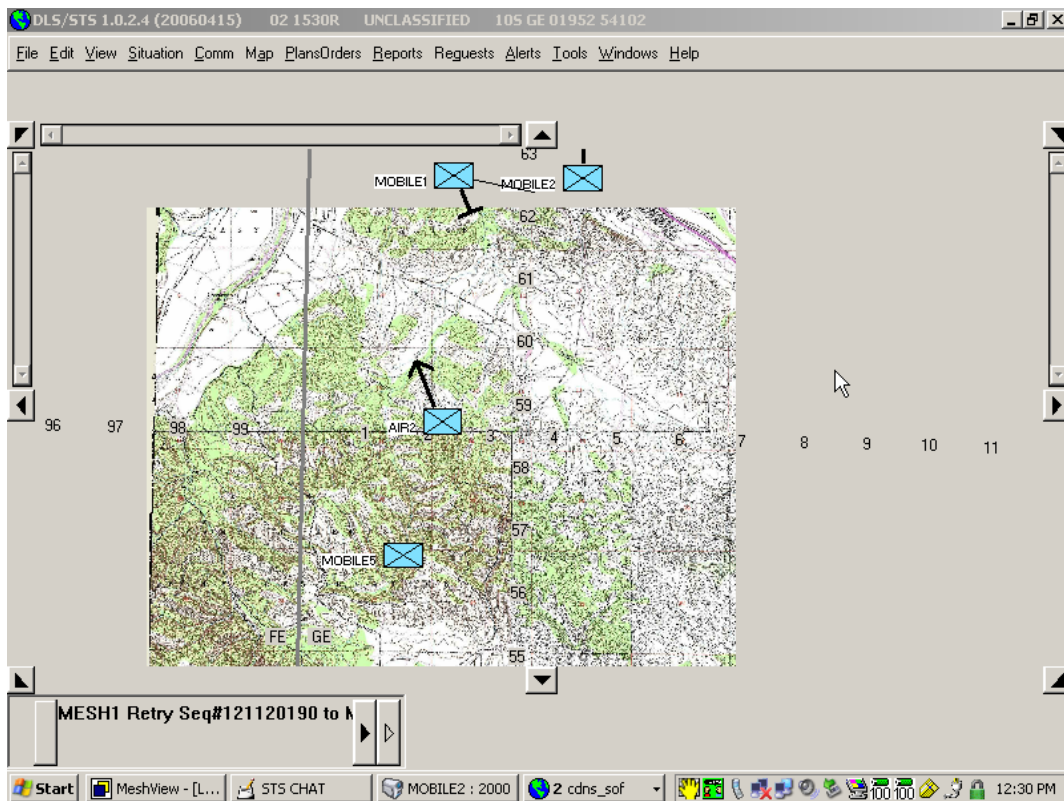 DLS/STS 1.0.2.4 (20060415) 02 1530R UNCLASSIFIED 10S GE 01952 54102
File Edit View Situation Comm Map PlansOrders Reports Reguests Alerts Tools Windows Help
63
MOBILE1 MOBILE2
62
61
60
59
AIR2
96 97 98 99 1 2 3 4 5 6 7 8 9 10 11
58
57
MOBILE5
56
FE GE
55
MESH1 Retry Seq#121120190 to
Start MeshView - [L... STS CHAT MOBILE2 : 2000 2 cdns_sof 100 100 12:30 PM